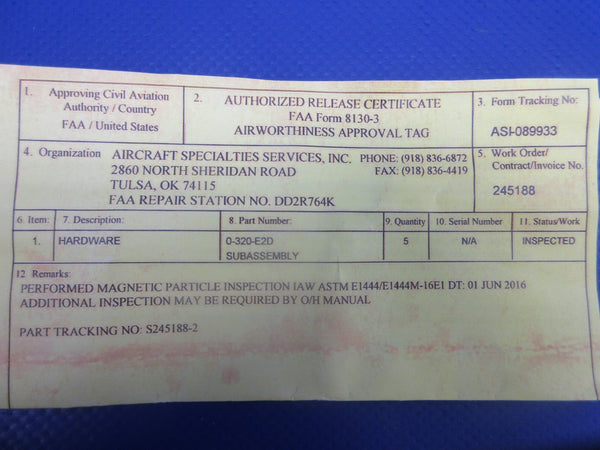 1. Approving Civil Aviation
Authority / Country
FAA / United States
2. AUTHORIZED RELEASE CERTIFICATE
FAA Form 8130-3
AIRWORTHINESS APPROVAL TAG
3. Form Tracking No:
ASI-089933
4. Organization AIRCRAFT SPECIALTIES SERVICES, INC. PHONE: (918) 836-6872
2860 NORTH SHERIDAN ROAD FAX: (918) 836-4419
TULSA, OK 74115
FAA REPAIR STATION NO. DD2R764K
5. Work Order/
Contract/Invoice No.
245188
6. Item: 7. Description: 8. Part Number: 9. Quantity 10. Serial Number 11. Status/Work
1. HARDWARE 0-320-E2D 5 N/A INSPECTED
SUBASSEMBLY
12 Remarks:
PERFORMED MAGNETIC PARTICLE INSPECTION IAW ASTM E1444/E1444M-16E1 DT: 01 JUN 2016
ADDITIONAL INSPECTION MAY BE REQUIRED BY O/H MANUAL
PART TRACKING NO: S245188-2